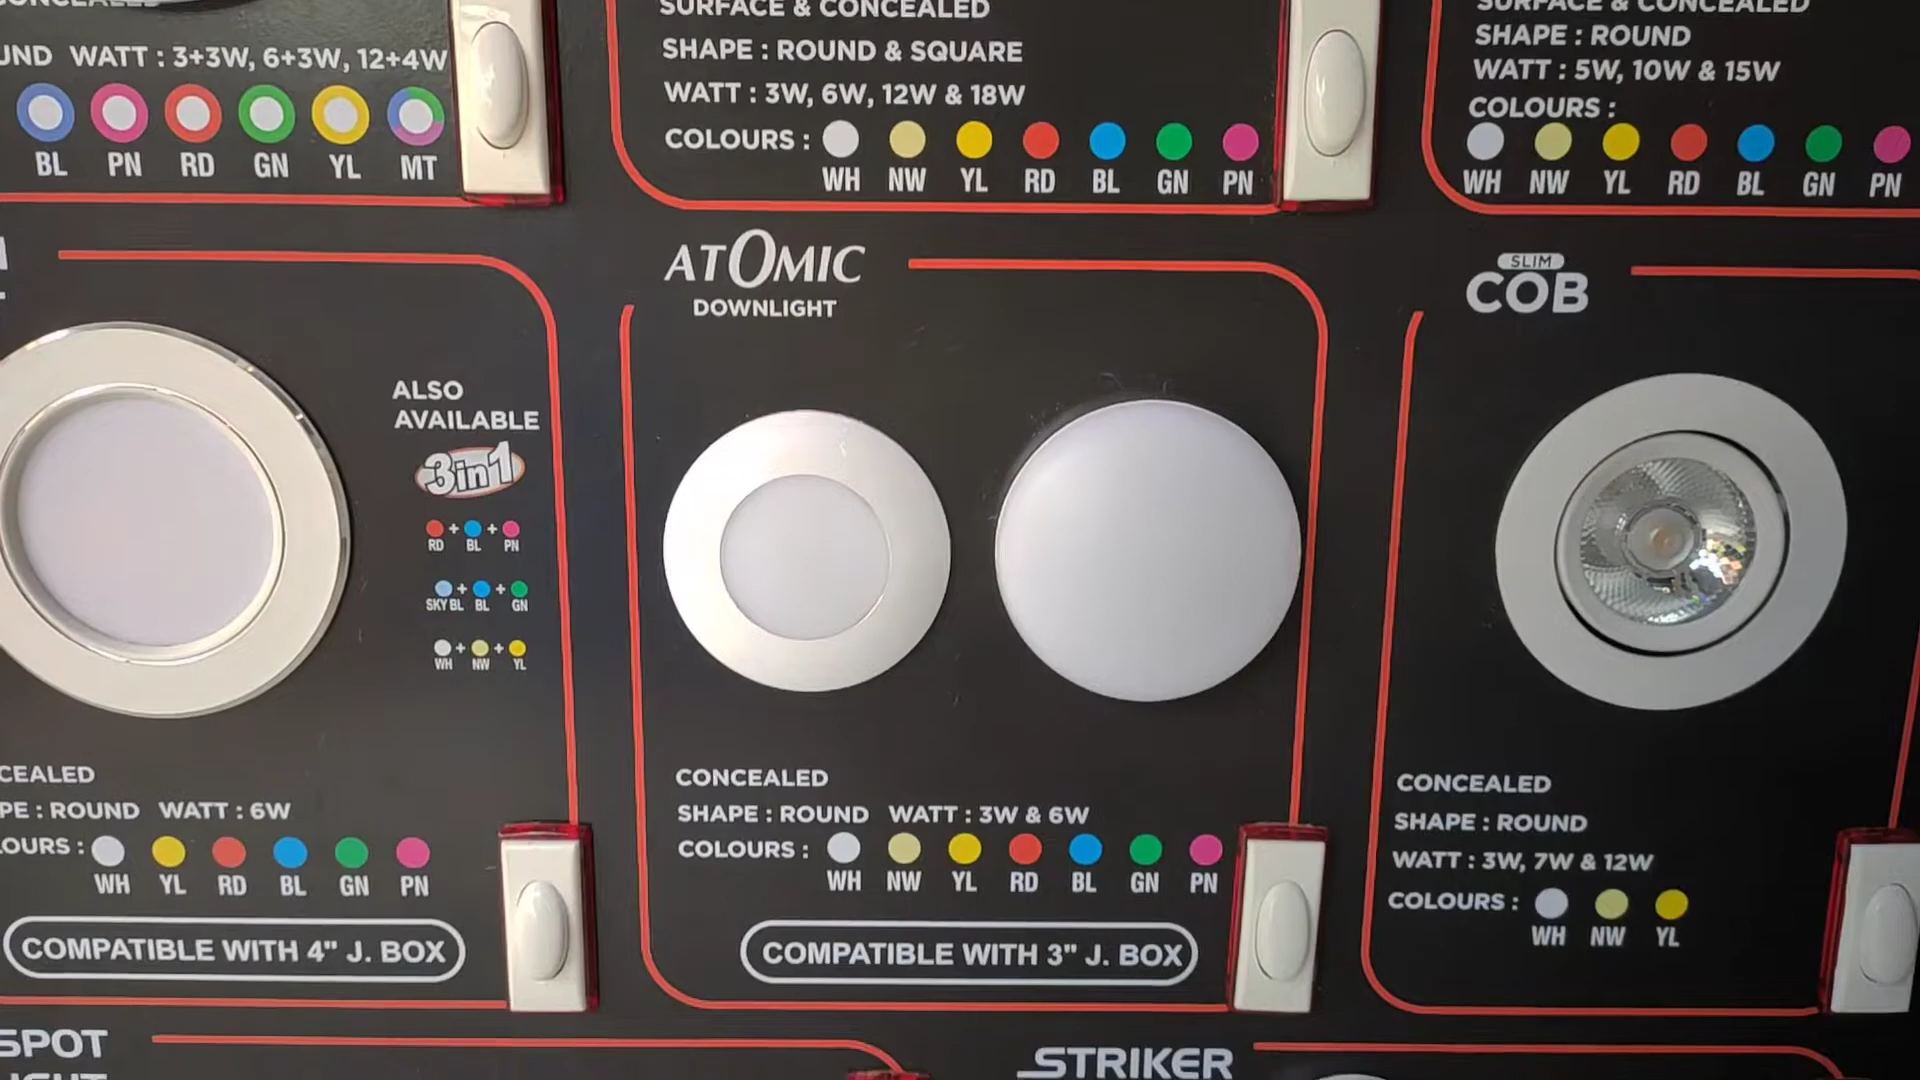 WATT : 3+3W, 6+3W, 12+4W
BL PN RD GN YL MT
SURFACE & CONCEALED
SHAPE : ROUND & SQUARE
WATT : 3W, 6W, 12W & 18W
COLOURS :
WH NW YL RD BL GN PN
SURFACE & CONCEALED
SHAPE : ROUND
WATT : 5W, 10W & 15W
COLOURS :
WH NW YL RD BL GN PN
ALSO
AVAILABLE
3in1
RD + BL + PN
SKY BL + BL + GN
WH + NW + YL
CEALED
PE : ROUND WATT : 6W
OURS :
WH YL RD BL GN PN
COMPATIBLE WITH 4" J. BOX
ATOMIC
DOWNLIGHT
CONCEALED
SHAPE : ROUND WATT : 3W & 6W
COLOURS :
WH NW YL RD BL GN PN
COMPATIBLE WITH 3" J. BOX
SLIM
COB
CONCEALED
SHAPE : ROUND
WATT : 3W, 7W & 12W
COLOURS :
WH NW YL
SPOT
STRIKER